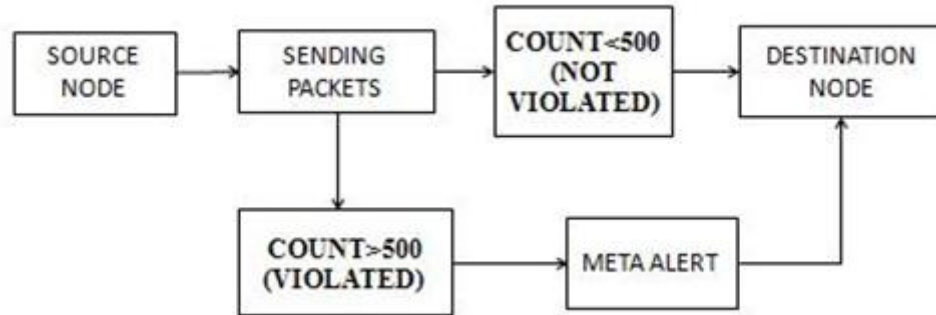 SOURCE
NODE
SENDING
PACKETS
COUNT<500
(NOT
VIOLATED)
DESTINATION
NODE
COUNT>500
(VIOLATED)
META ALERT